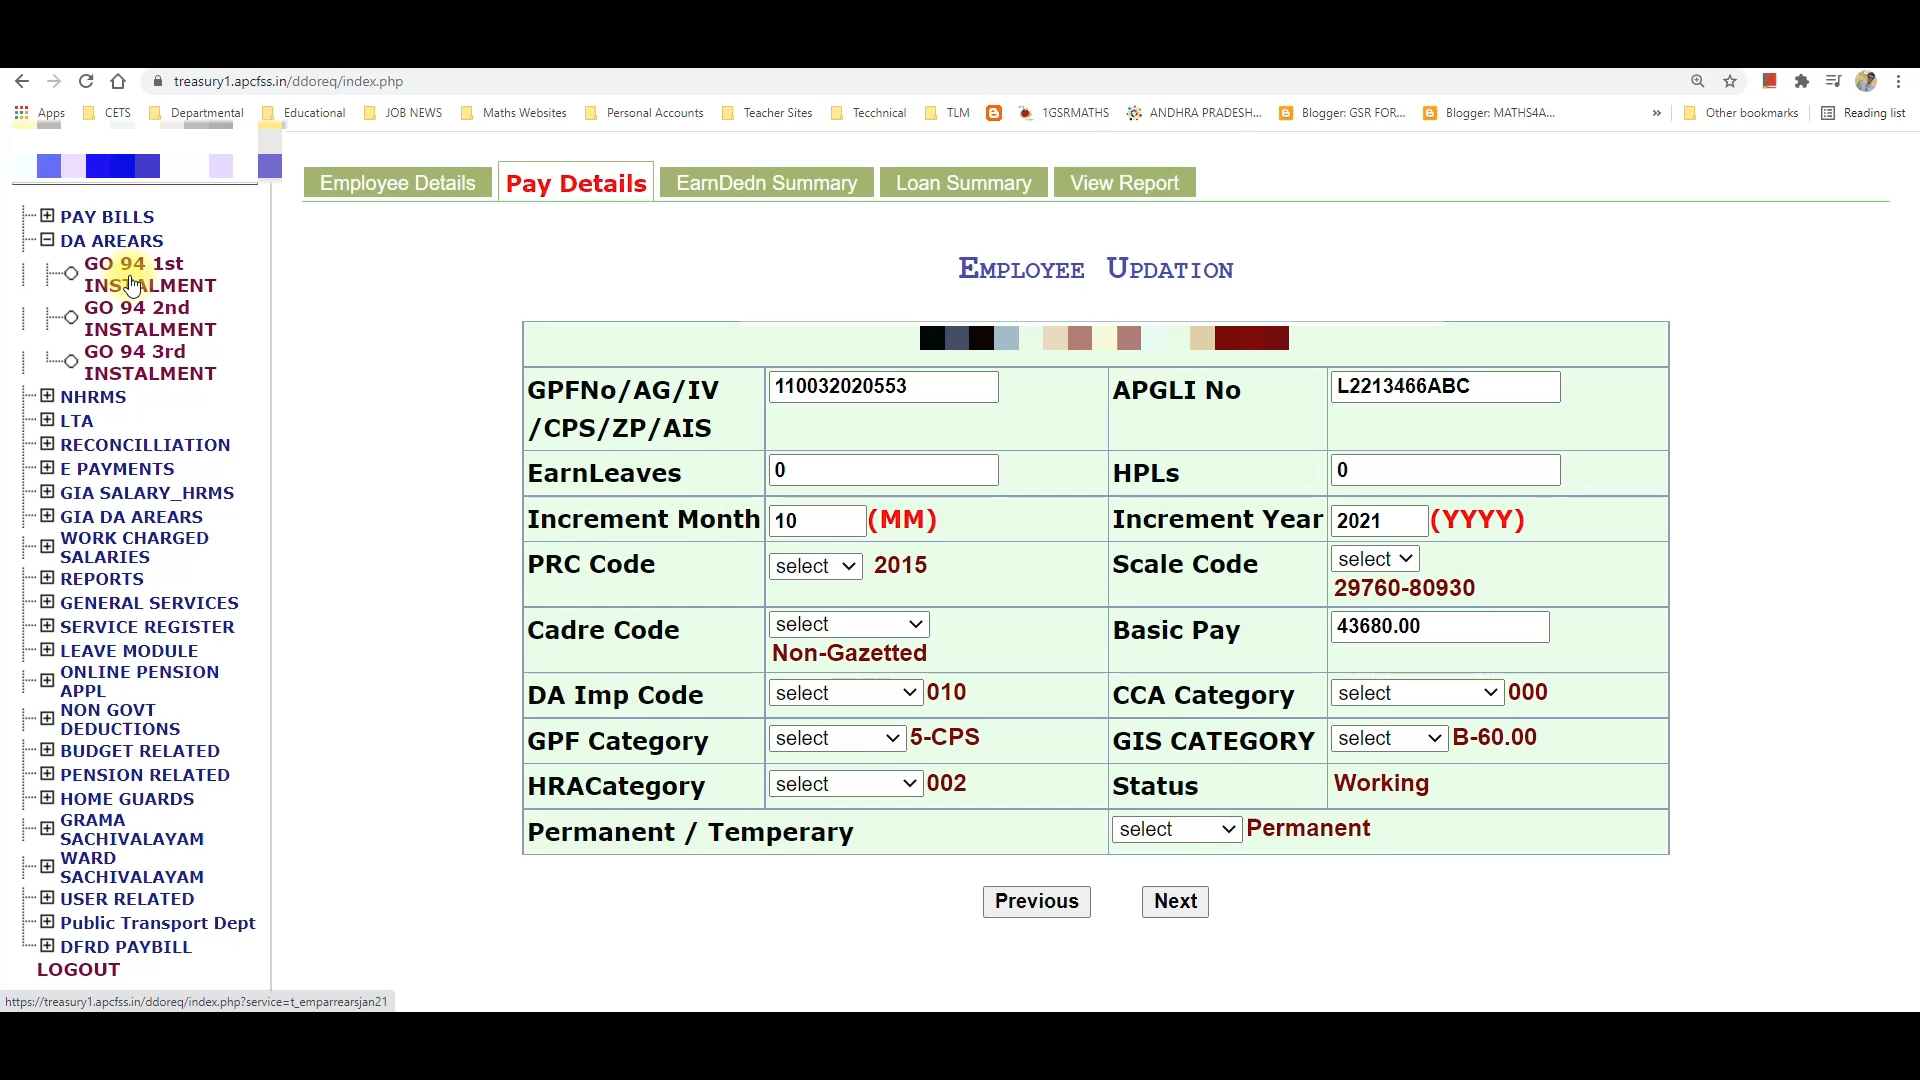 treasury1.apcfss.in/ddoreq/index.php
Apps CETS Departmental Educational JOB NEWS Maths Websites Personal Accounts Teacher Sites Tecchnical TLM 1GSRMATHS ANDHRA PRADESH... Blogger: GSR FOR... Blogger: MATHS4A... » Other bookmarks Reading list
Employee Details Pay Details EarnDedn Summary Loan Summary View Report
PAY BILLS
DA AREARS
GO 94 1st
INSTALMENT
GO 94 2nd
INSTALMENT
GO 94 3rd
INSTALMENT
NHRMS
LTA
RECONCILLIATION
E PAYMENTS
GIA SALARY_HRMS
GIA DA AREARS
WORK CHARGED
SALARIES
REPORTS
GENERAL SERVICES
SERVICE REGISTER
LEAVE MODULE
ONLINE PENSION
APPL
NON GOVT
DEDUCTIONS
BUDGET RELATED
PENSION RELATED
HOME GUARDS
GRAMA
SACHIVALAYAM
WARD
SACHIVALAYAM
USER RELATED
Public Transport Dept
DFRD PAYBILL
LOGOUT
EMPLOYEE UPDATION
GPFNo/AG/IV 110032020553 APGLI No L2213466ABC
/CPS/ZP/AIS
EarnLeaves 0 HPLs 0
Increment Month 10 (MM) Increment Year 2021 (YYYY)
PRC Code select 2015 Scale Code select
29760-80930
Cadre Code select Basic Pay 43680.00
Non-Gazetted
DA Imp Code select 010 CCA Category select 000
GPF Category select 5-CPS GIS CATEGORY select B-60.00
HRACategory select 002 Status Working
Permanent / Temperary select Permanent
Previous Next
https://treasury1.apcfss.in/ddoreq/index.php?service=t_emparrearsjan21